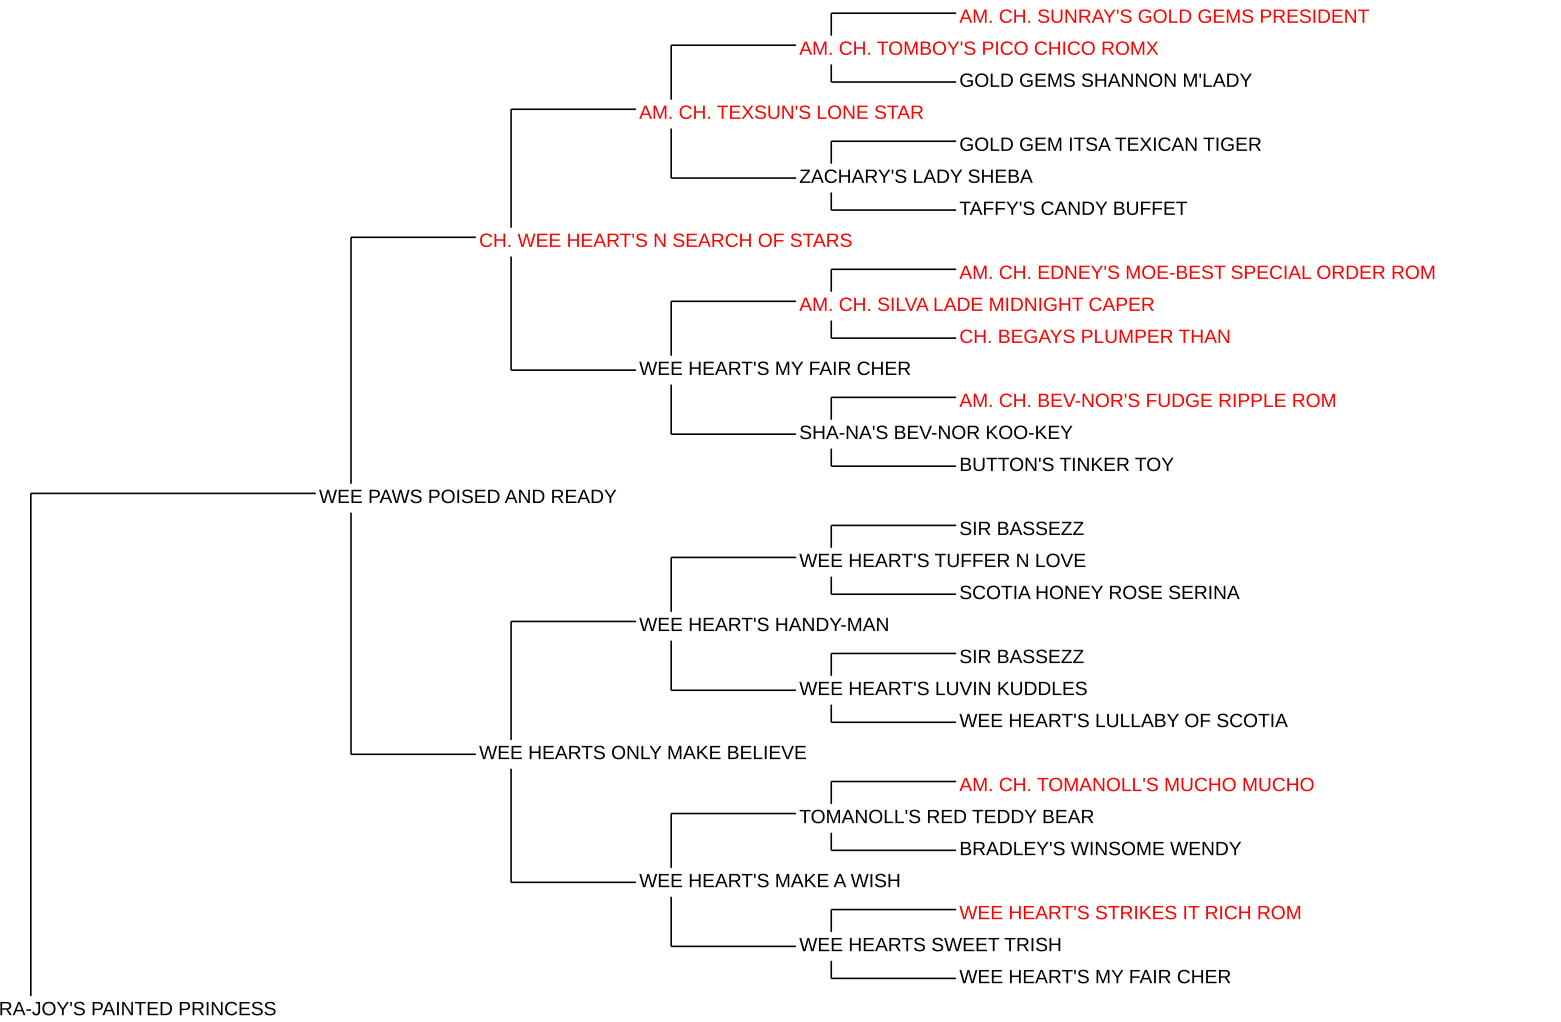 AM. CH. SUNRAY'S GOLD GEMS PRESIDENT
AM. CH. TOMBOY'S PICO CHICO ROMX
GOLD GEMS SHANNON M'LADY
AM. CH. TEXSUN'S LONE STAR
GOLD GEM ITSA TEXICAN TIGER
ZACHARY'S LADY SHEBA
TAFFY'S CANDY BUFFET
CH. WEE HEART'S N SEARCH OF STARS
AM. CH. EDNEY'S MOE-BEST SPECIAL ORDER ROM
AM. CH. SILVA LADE MIDNIGHT CAPER
CH. BEGAYS PLUMPER THAN
WEE HEART'S MY FAIR CHER
AM. CH. BEV-NOR'S FUDGE RIPPLE ROM
SHA-NA'S BEV-NOR KOO-KEY
BUTTON'S TINKER TOY
WEE PAWS POISED AND READY
SIR BASSEZZ
WEE HEART'S TUFFER N LOVE
SCOTIA HONEY ROSE SERINA
WEE HEART'S HANDY-MAN
SIR BASSEZZ
WEE HEART'S LUVIN KUDDLES
WEE HEART'S LULLABY OF SCOTIA
WEE HEARTS ONLY MAKE BELIEVE
AM. CH. TOMANOLL'S MUCHO MUCHO
TOMANOLL'S RED TEDDY BEAR
BRADLEY'S WINSOME WENDY
WEE HEART'S MAKE A WISH
WEE HEART'S STRIKES IT RICH ROM
WEE HEARTS SWEET TRISH
WEE HEART'S MY FAIR CHER
RA-JOY'S PAINTED PRINCESS